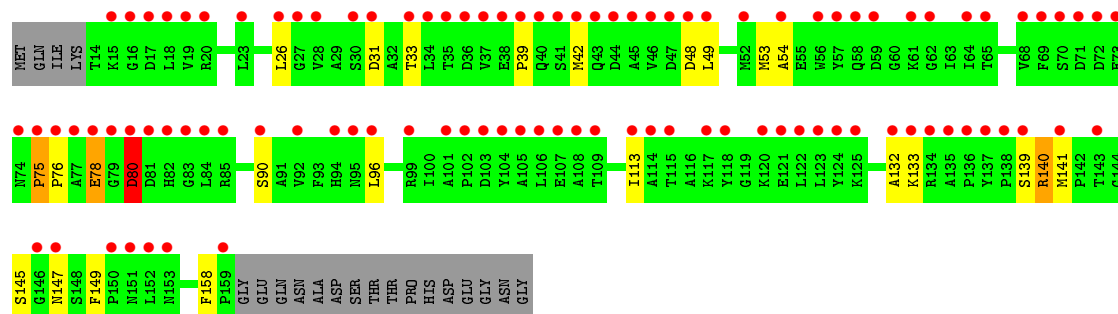 MET GLN ILE LYS T14 K15 G16 D17 L18 V19 R20 L23 L26 G27 V28 A29 S30 D31 A32 T33 L34 T35 D36 V37 E38 P39 Q40 S41 M42 Q43 D44 A45 V46 D47 D48 L49 M52 M53 A54 E55 W56 Y57 Q58 D59 G60 K61 G62 I63 I64 T65 V68 F69 S70 D71 D72
N74 P75 P76 A77 E78 G79 D80 D81 H82 G83 L84 R85 S90 A91 V92 F93 H94 N95 L96 R99 I100 A101 P102 D103 Y104 A105 L106 E107 A108 T109 I113 A114 T115 A116 K117 Y118 G119 K120 E121 L122 L123 Y124 K125 A132 K133 R134 A135 P136 Y137 P138 S139 R140 M141 P142 T143
S145 G146 N147 S148 F149 P150 N151 L152 N153 F158 P159 GLY GLU GLN ASN ALA ASP SER THR THR PRO HIS ASP GLU GLY ASN GLY